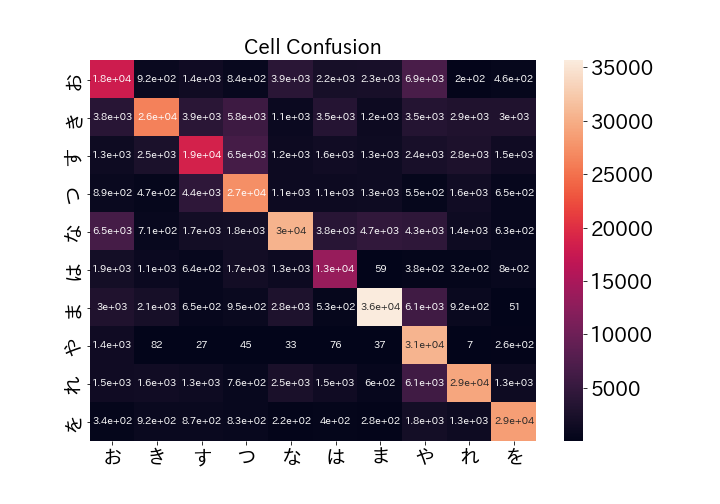 Cell Confusion
お 1.8e+04 9.2e+02 1.4e+03 8.4e+02 3.9e+03 2.2e+03 2.3e+03 6.9e+03 2e+02 4.6e+02
き 3.8e+03 2.6e+04 3.9e+03 5.8e+03 1.1e+03 3.5e+03 1.2e+03 3.5e+03 2.9e+03 3e+03
す 1.3e+03 2.5e+03 1.9e+04 6.5e+03 1.2e+03 1.6e+03 1.3e+03 2.4e+03 2.8e+03 1.5e+03
つ 8.9e+02 4.7e+02 4.4e+03 2.7e+04 1.1e+03 1.1e+03 1.3e+03 5.5e+02 1.6e+03 6.5e+02
な 6.5e+03 7.1e+02 1.7e+03 1.8e+03 3e+04 3.8e+03 4.7e+03 4.3e+03 1.4e+03 6.3e+02
は 1.9e+03 1.1e+03 6.4e+02 1.7e+03 1.3e+03 1.3e+04 59 3.8e+02 3.2e+02 8e+02
ま 3e+03 2.1e+03 6.5e+02 9.5e+02 2.8e+03 5.3e+02 3.6e+04 6.1e+03 9.2e+02 51
や 1.4e+03 82 27 45 33 76 37 3.1e+04 7 2.6e+02
れ 1.5e+03 1.6e+03 1.3e+03 7.6e+02 2.5e+03 1.5e+03 6e+02 6.1e+03 2.9e+04 1.3e+03
を 3.4e+02 9.2e+02 8.7e+02 8.3e+02 2.2e+02 4e+02 2.8e+02 1.8e+03 1.3e+03 2.9e+04
お き す つ な は ま や れ を
35000
30000
25000
20000
15000
10000
5000